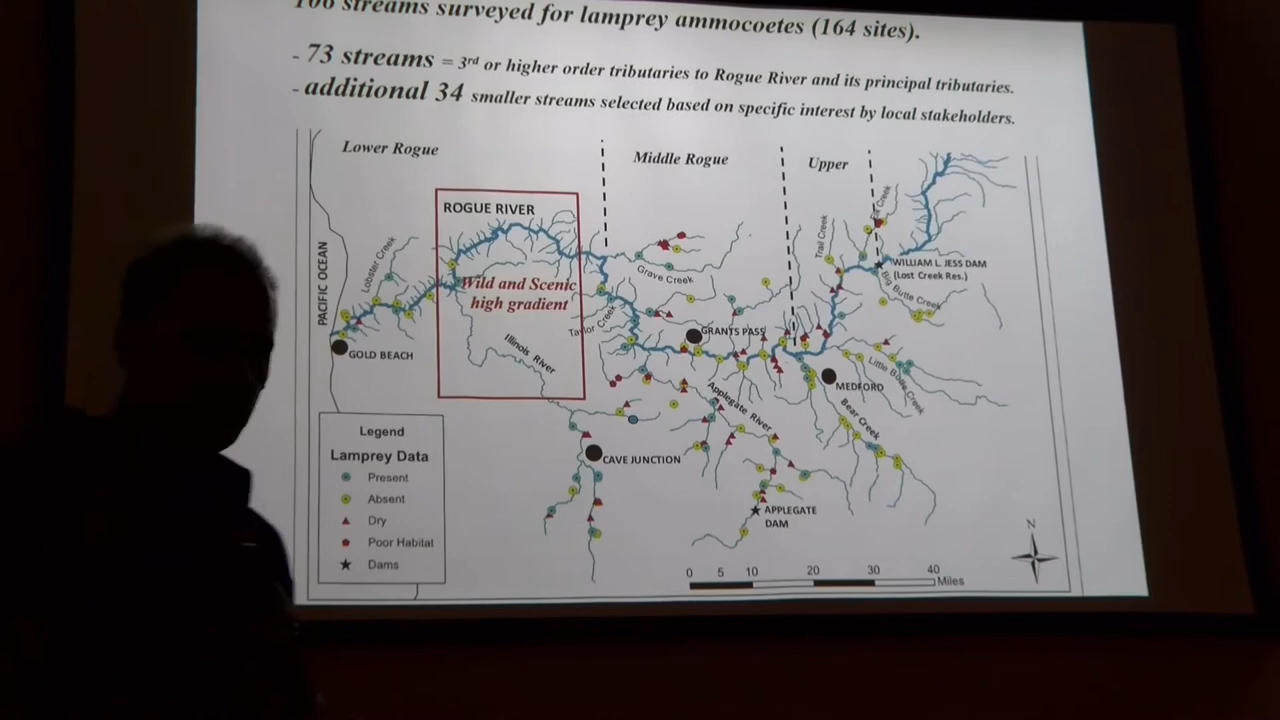 streams surveyed for lamprey ammocoetes (164 sites).
- 73 streams = 3rd or higher order tributaries to Rogue River and its principal tributaries.
- additional 34 smaller streams selected based on specific interest by local stakeholders.
Lower Rogue
Middle Rogue
Upper
ROGUE RIVER
Wild and Scenic
high gradient
PACIFIC OCEAN
Lobster Creek
GOLD BEACH
Illinois River
Grave Creek
Taylor Creek
GRANTS PASS
Trail Creek
Creek
WILLIAM L. JESS DAM
(Lost Creek Res.)
Big Butte Creek
Little Butte Creek
MEDFORD
Bear Creek
Applegate River
CAVE JUNCTION
APPLEGATE
DAM
Legend
Lamprey Data
Present
Absent
Dry
Poor Habitat
Dams
N
0 5 10 20 30 40
Miles